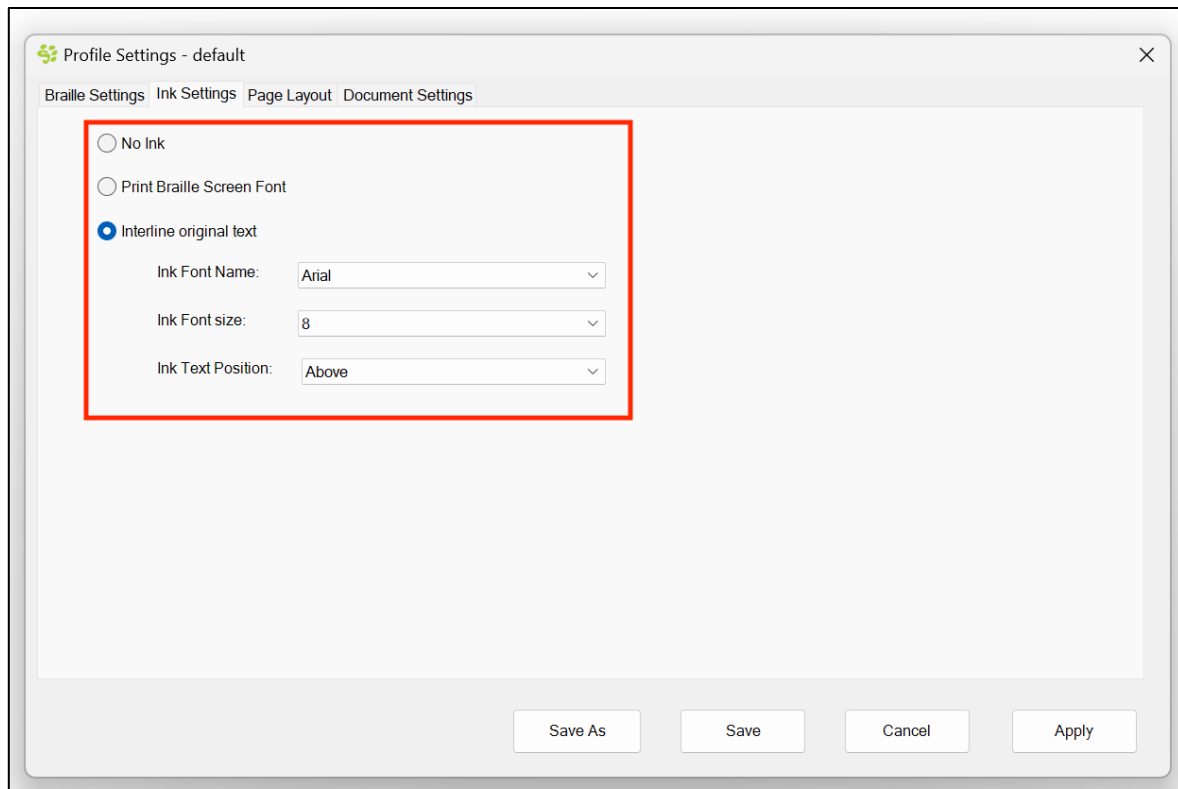 Profile Settings - default
Braille Settings Ink Settings Page Layout Document Settings
No Ink
Print Braille Screen Font
Interline original text
Ink Font Name: Arial
Ink Font size: 8
Ink Text Position: Above
Save As Save Cancel Apply